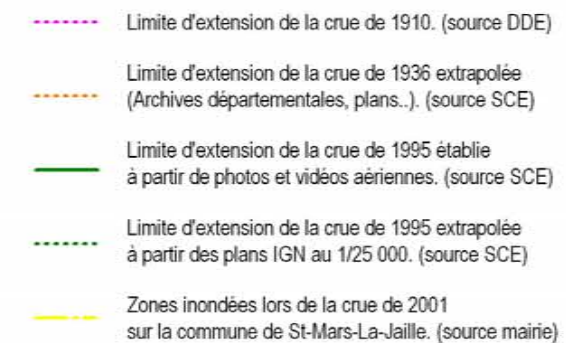 Limite d'extension de la crue de 1910. (source DDE)
Limite d'extension de la crue de 1936 extrapolée
(Archives départementales, plans..). (source SCE)
Limite d'extension de la crue de 1995 établie
à partir de photos et vidéos aériennes. (source SCE)
Limite d'extension de la crue de 1995 extrapolée
à partir des plans IGN au 1/25 000. (source SCE)
Zones inondées lors de la crue de 2001
sur la commune de St-Mars-La-Jaille. (source mairie)